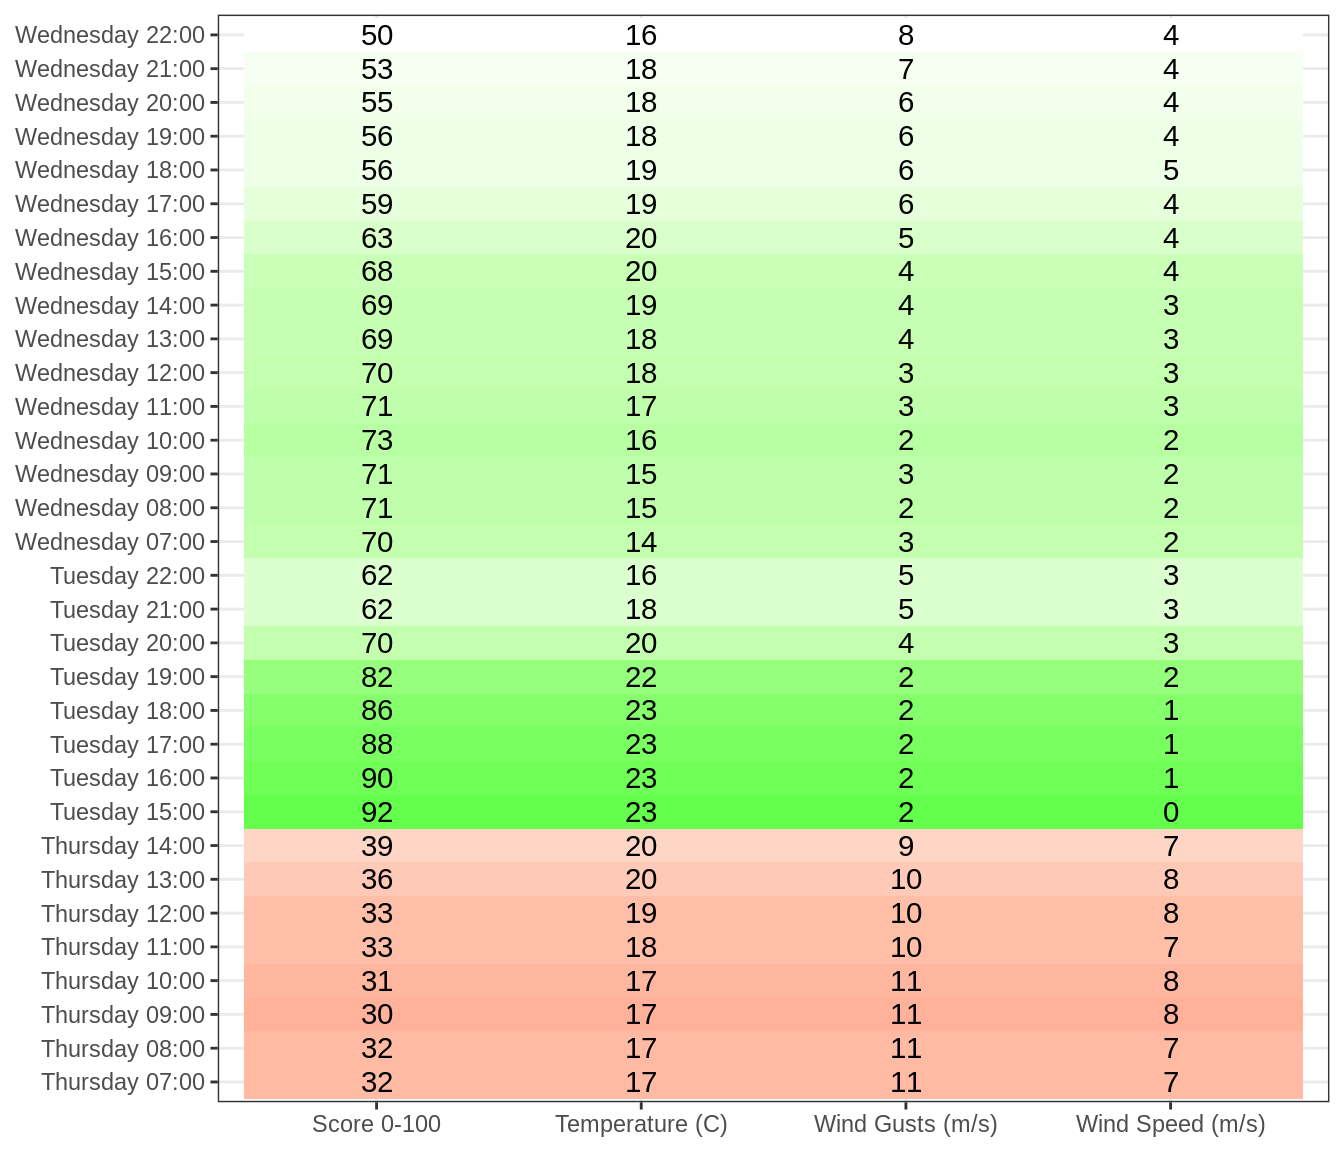 Wednesday 22:00 50 16 8 4
Wednesday 21:00 53 18 7 4
Wednesday 20:00 55 18 6 4
Wednesday 19:00 56 18 6 4
Wednesday 18:00 56 19 6 5
Wednesday 17:00 59 19 6 4
Wednesday 16:00 63 20 5 4
Wednesday 15:00 68 20 4 4
Wednesday 14:00 69 19 4 3
Wednesday 13:00 69 18 4 3
Wednesday 12:00 70 18 3 3
Wednesday 11:00 71 17 3 3
Wednesday 10:00 73 16 2 2
Wednesday 09:00 71 15 3 2
Wednesday 08:00 71 15 2 2
Wednesday 07:00 70 14 3 2
Tuesday 22:00 62 16 5 3
Tuesday 21:00 62 18 5 3
Tuesday 20:00 70 20 4 3
Tuesday 19:00 82 22 2 2
Tuesday 18:00 86 23 2 1
Tuesday 17:00 88 23 2 1
Tuesday 16:00 90 23 2 1
Tuesday 15:00 92 23 2 0
Thursday 14:00 39 20 9 7
Thursday 13:00 36 20 10 8
Thursday 12:00 33 19 10 8
Thursday 11:00 33 18 10 7
Thursday 10:00 31 17 11 8
Thursday 09:00 30 17 11 8
Thursday 08:00 32 17 11 7
Thursday 07:00 32 17 11 7
Score 0-100 Temperature (C) Wind Gusts (m/s) Wind Speed (m/s)